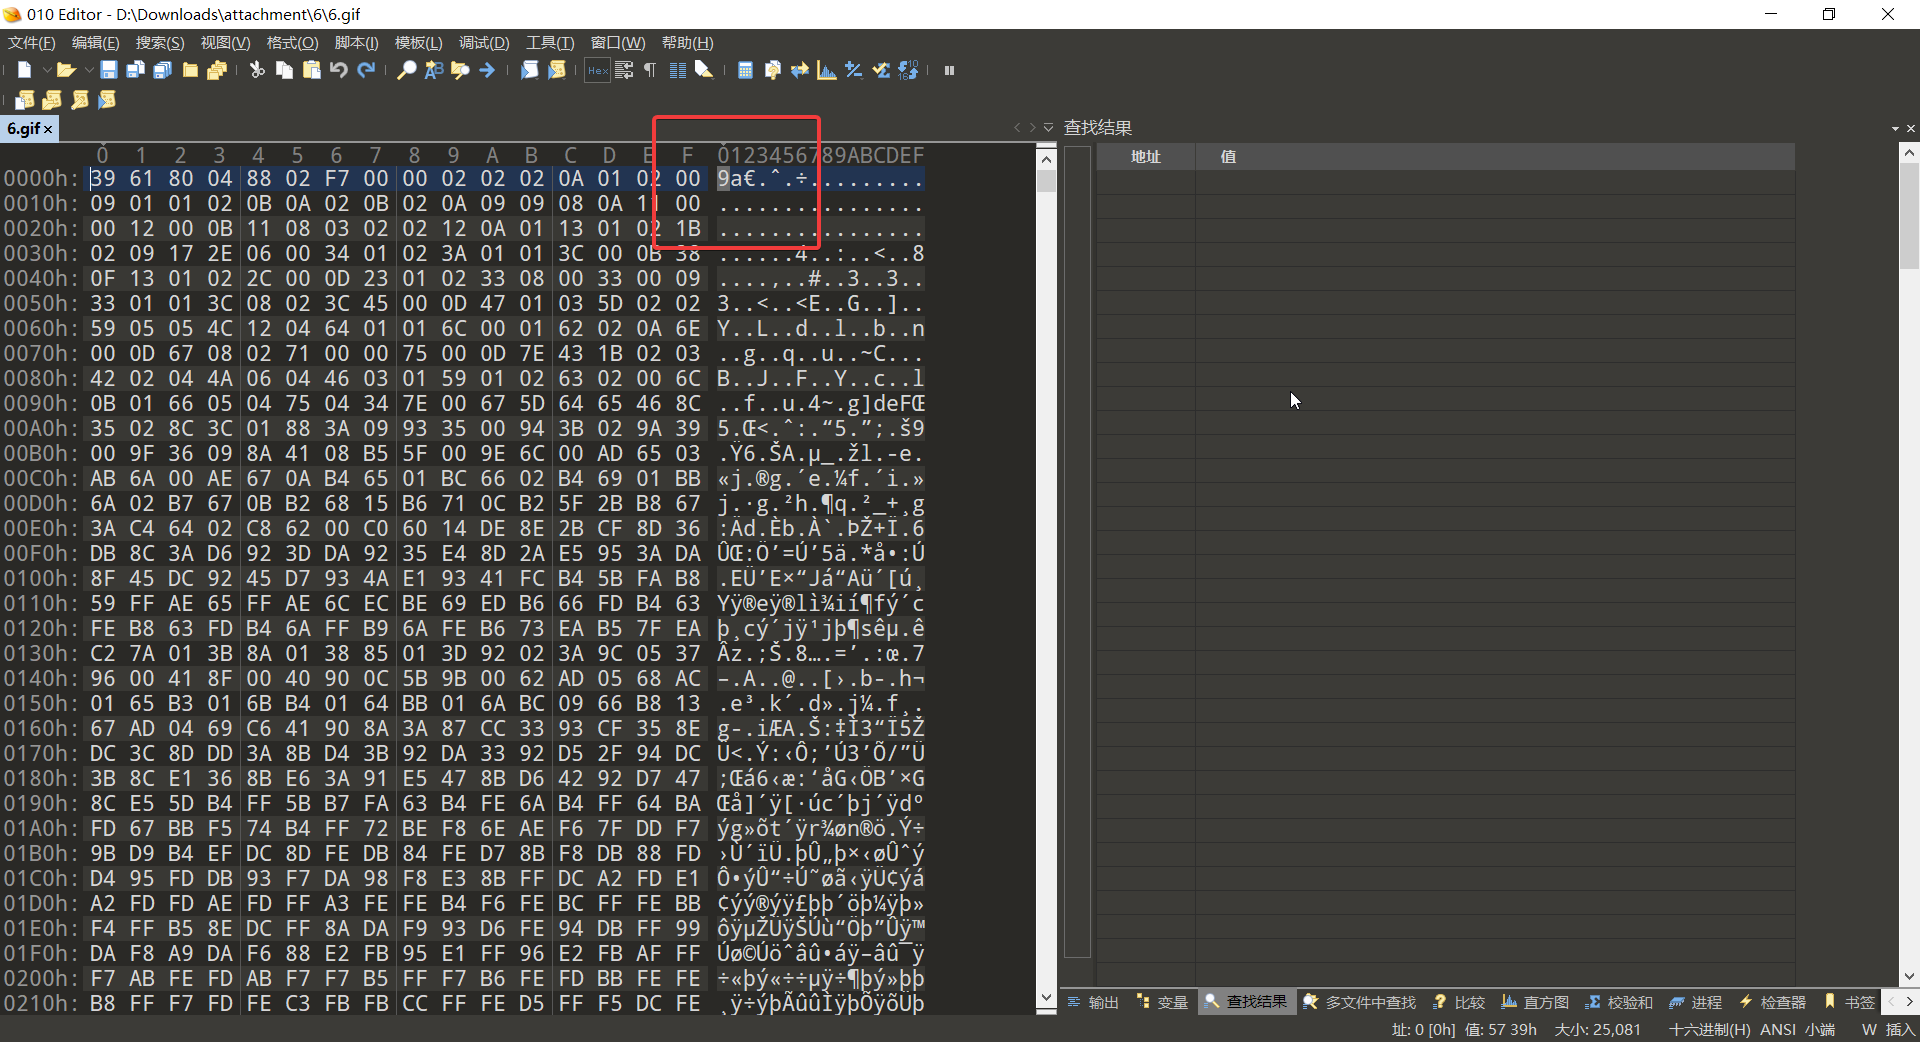 010 Editor - D:\Downloads\attachment\6\6.gif
文件(F) 编辑(E) 搜索(S) 视图(V) 格式(O) 脚本(I) 模板(L) 调试(D) 工具(T) 窗口(W) 帮助(H)
6.gif × 查找结果
0 1 2 3 4 5 6 7 8 9 A B C D E F 0123456789ABCDEF 地址 值
0000h: 39 61 80 04 88 02 F7 00 00 02 02 02 0A 01 02 00 9a€.ˆ.÷.........
0010h: 09 01 01 02 0B 0A 02 0B 02 0A 09 09 08 0A 11 00 ................
0020h: 00 12 00 0B 11 08 03 02 02 12 0A 01 13 01 02 1B ................
0030h: 02 09 17 2E 06 00 34 01 02 3A 01 01 3C 00 0B 38 ......4..:..<..8
0040h: 0F 13 01 02 2C 00 0D 23 01 02 33 08 00 33 00 09 ....,..#..3..3..
0050h: 33 01 01 3C 08 02 3C 45 00 0D 47 01 03 5D 02 02 3..<..<E..G..]..
0060h: 59 05 05 4C 12 04 64 01 01 6C 00 01 62 02 0A 6E Y..L..d..l..b..n
0070h: 00 0D 67 08 02 71 00 00 75 00 0D 7E 43 1B 02 03 ..g..q..u..~C...
0080h: 42 02 04 4A 06 04 46 03 01 59 01 02 63 02 00 6C B..J..F..Y..c..l
0090h: 0B 01 66 05 04 75 04 34 7E 00 67 5D 64 65 46 8C ..f..u.4~.g]deFŒ
00A0h: 35 02 8C 3C 01 88 3A 09 93 35 00 94 3B 02 9A 39 5.Œ<.ˆ:.“5.”;.š9
00B0h: 00 9F 36 09 8A 41 08 B5 5F 00 9E 6C 00 AD 65 03 .Ÿ6.ŠA.µ_.žl.-e.
00C0h: AB 6A 00 AE 67 0A B4 65 01 BC 66 02 B4 69 01 BB «j.®g.´e.¼f.´i.»
00D0h: 6A 02 B7 67 0B B2 68 15 B6 71 0C B2 5F 2B B8 67 j.·g.²h.¶q.²_+¸g
00E0h: 3A C4 64 02 C8 62 00 C0 60 14 DE 8E 2B CF 8D 36 :Äd.Èb.À`.ÞŽ+Ï.6
00F0h: DB 8C 3A D6 92 3D DA 92 35 E4 8D 2A E5 95 3A DA ÛŒ:Ö’=Ú’5ä.*å•:Ú
0100h: 8F 45 DC 92 45 D7 93 4A E1 93 41 FC B4 5B FA B8 .EÜ’E×“Já“Aü´[ú¸
0110h: 59 FF AE 65 FF AE 6C EC BE 69 ED B6 66 FD B4 63 Yÿ®eÿ®lì¾ií¶fý´c
0120h: FE B8 63 FD B4 6A FF B9 6A FE B6 73 EA B5 7F EA þ¸cý´jÿ¹jþ¶sêµ.ê
0130h: C2 7A 01 3B 8A 01 38 85 01 3D 92 02 3A 9C 05 37 Âz.;Š.8….=’.:œ.7
0140h: 96 00 41 8F 00 40 90 0C 5B 9B 00 62 AD 05 68 AC –.A..@..[›.b-.h¬
0150h: 01 65 B3 01 6B B4 01 64 BB 01 6A BC 09 66 B8 13 .e³.k´.d».j¼.f¸.
0160h: 67 AD 04 69 C6 41 90 8A 3A 87 CC 33 93 CF 35 8E g-.iÆA.Š:‡Ì3“Ï5Ž
0170h: DC 3C 8D DD 3A 8B D4 3B 92 DA 33 92 D5 2F 94 DC Ü<.Ý:‹Ô;’Ú3’Õ/”Ü
0180h: 3B 8C E1 36 8B E6 3A 91 E5 47 8B D6 42 92 D7 47 ;Œá6‹æ:‘åG‹ÖB’×G
0190h: 8C E5 5D B4 FF 5B B7 FA 63 B4 FE 6A B4 FF 64 BA Œå]´ÿ[·úc´þj´ÿdº
01A0h: FD 67 BB F5 74 B4 FF 72 BE F8 6E AE F6 7F DD F7 ýg»õt´ÿr¾øn®ö.Ý÷
01B0h: 9B D9 B4 EF DC 8D FE DB 84 FE D7 8B F8 DB 88 FD ›Ù´ïÜ.þÛ„þ×‹øÛˆý
01C0h: D4 95 FD DB 93 F7 DA 98 F8 E3 8B FF DC A2 FD E1 Ô•ýÛ“÷Ú˜øã‹ÿÜ¢ýá
01D0h: A2 FD FD AE FD FF A3 FE FE B4 F6 FE BC FF FE BB ¢ýý®ýÿ£þþ´öþ¼ÿþ»
01E0h: F4 FF B5 8E DC FF 8A DA F9 93 D6 FE 94 DB FF 99 ôÿµŽÜÿŠÚù“Öþ”Ûÿ™
01F0h: DA F8 A9 DA F6 88 E2 FB 95 E1 FF 96 E2 FB AF FF Úø©Úöˆâû•áÿ–âû¯ÿ
0200h: F7 AB FE FD AB F7 F7 B5 FF F7 B6 FE FD BB FE FE ÷«þý«÷÷µÿ÷¶þý»þþ
0210h: B8 FF F7 FD FE C3 FB FB CC FF FE D5 FF F5 DC FE ¸ÿ÷ýþÃûûÌÿþÕÿõÜþ
输出 变量 查找结果 多文件中查找 比较 直方图 校验和 进程 检查器 书签
址: 0 [0h] 值: 57 39h 大小: 25,081 十六进制(H) ANSI 小端 W 插入